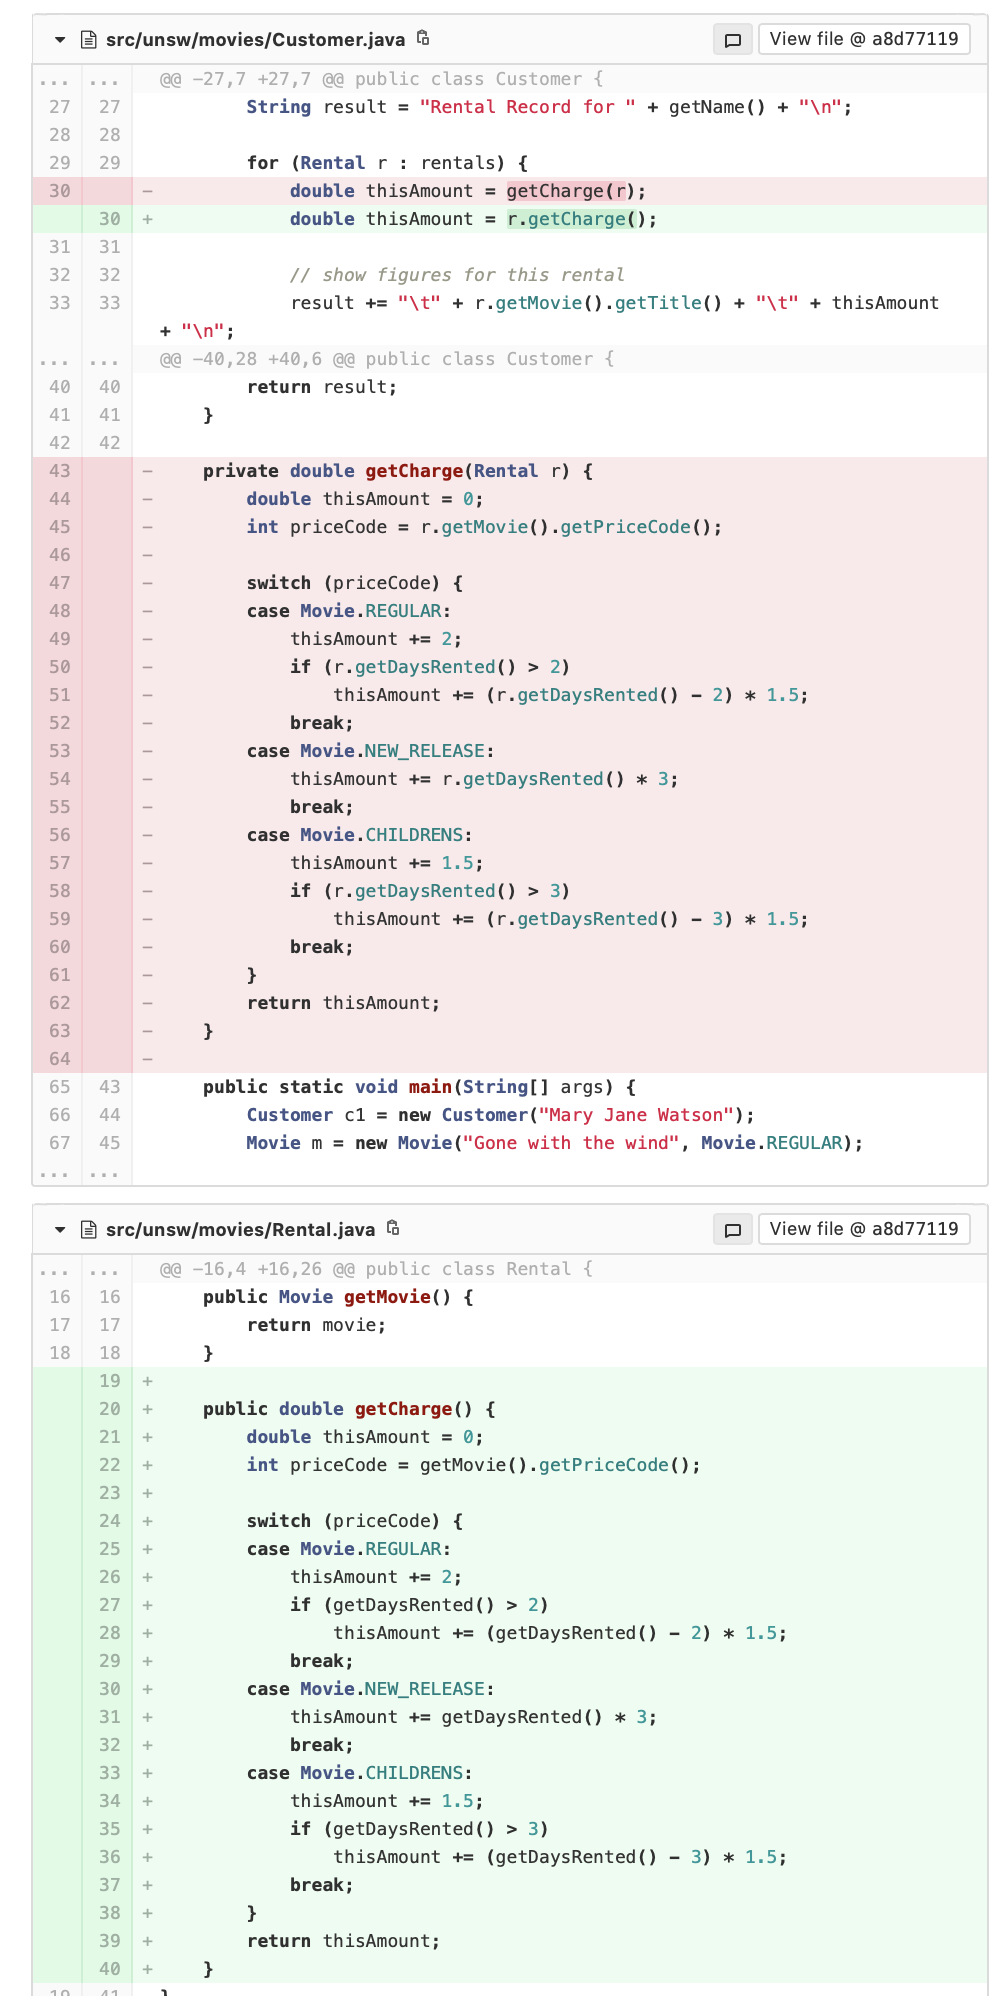 src/unsw/movies/Customer.java View file @ a8d77119
... ... @@ -27,7 +27,7 @@ public class Customer {
27 27 String result = "Rental Record for " + getName() + "\n";
28 28
29 29 for (Rental r : rentals) {
30 - double thisAmount = getCharge(r);
30 + double thisAmount = r.getCharge();
31 31
32 32 // show figures for this rental
33 33 result += "\t" + r.getMovie().getTitle() + "\t" + thisAmount
+ "\n";
... ... @@ -40,28 +40,6 @@ public class Customer {
40 40 return result;
41 41 }
42 42
43 - private double getCharge(Rental r) {
44 - double thisAmount = 0;
45 - int priceCode = r.getMovie().getPriceCode();
46 -
47 - switch (priceCode) {
48 - case Movie.REGULAR:
49 - thisAmount += 2;
50 - if (r.getDaysRented() > 2)
51 - thisAmount += (r.getDaysRented() - 2) * 1.5;
52 - break;
53 - case Movie.NEW_RELEASE:
54 - thisAmount += r.getDaysRented() * 3;
55 - break;
56 - case Movie.CHILDRENS:
57 - thisAmount += 1.5;
58 - if (r.getDaysRented() > 3)
59 - thisAmount += (r.getDaysRented() - 3) * 1.5;
60 - break;
61 - }
62 - return thisAmount;
63 - }
64 -
65 43 public static void main(String[] args) {
66 44 Customer c1 = new Customer("Mary Jane Watson");
67 45 Movie m = new Movie("Gone with the wind", Movie.REGULAR);
... ...
src/unsw/movies/Rental.java View file @ a8d77119
... ... @@ -16,4 +16,26 @@ public class Rental {
16 16 public Movie getMovie() {
17 17 return movie;
18 18 }
19 +
20 + public double getCharge() {
21 + double thisAmount = 0;
22 + int priceCode = getMovie().getPriceCode();
23 +
24 + switch (priceCode) {
25 + case Movie.REGULAR:
26 + thisAmount += 2;
27 + if (getDaysRented() > 2)
28 + thisAmount += (getDaysRented() - 2) * 1.5;
29 + break;
30 + case Movie.NEW_RELEASE:
31 + thisAmount += getDaysRented() * 3;
32 + break;
33 + case Movie.CHILDRENS:
34 + thisAmount += 1.5;
35 + if (getDaysRented() > 3)
36 + thisAmount += (getDaysRented() - 3) * 1.5;
37 + break;
38 + }
39 + return thisAmount;
40 + }
19 41 }